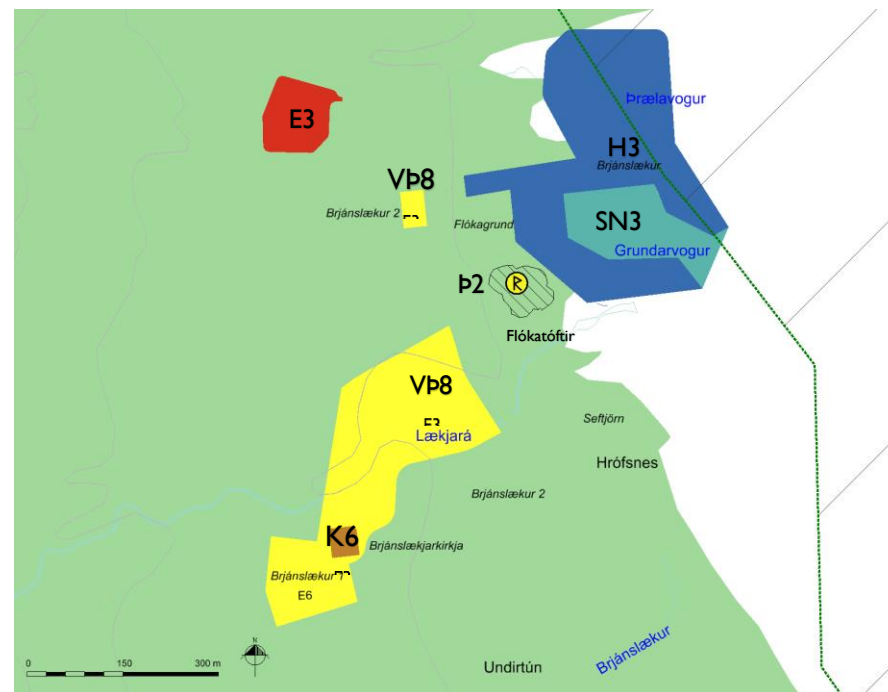 Þrælavogur
E3
H3
Brjánslækur
VÞ8
Brjánslækur 2
SN3
Flókagrund
Grundarvogur
Þ2
R
Flókatóftir
VÞ8
Lækjará
Seftjörn
Hrófsnes
Brjánslækur 2
K6
Brjánslækjarkirkja
Brjánslækur 1
E6
Brjánslækur
Undirtún
N
0 150 300 m